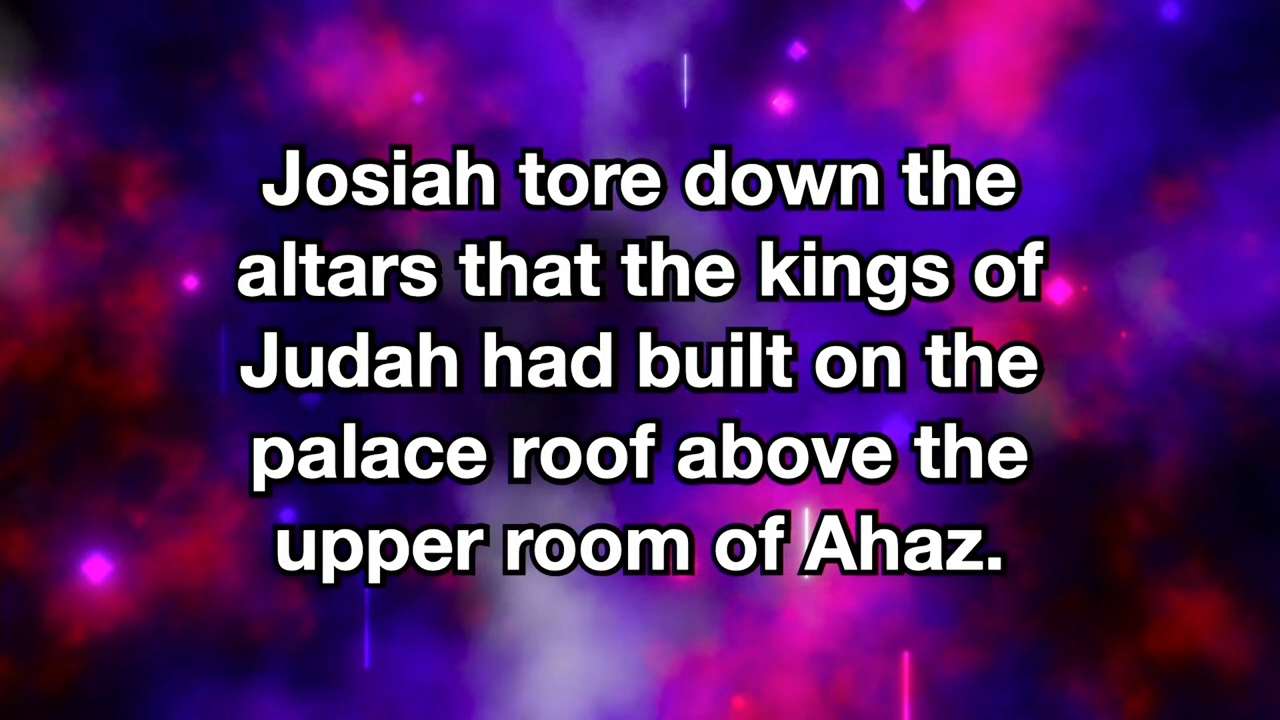 Josiah tore down the
altars that the kings of
Judah had built on the
palace roof above the
upper room of Ahaz.